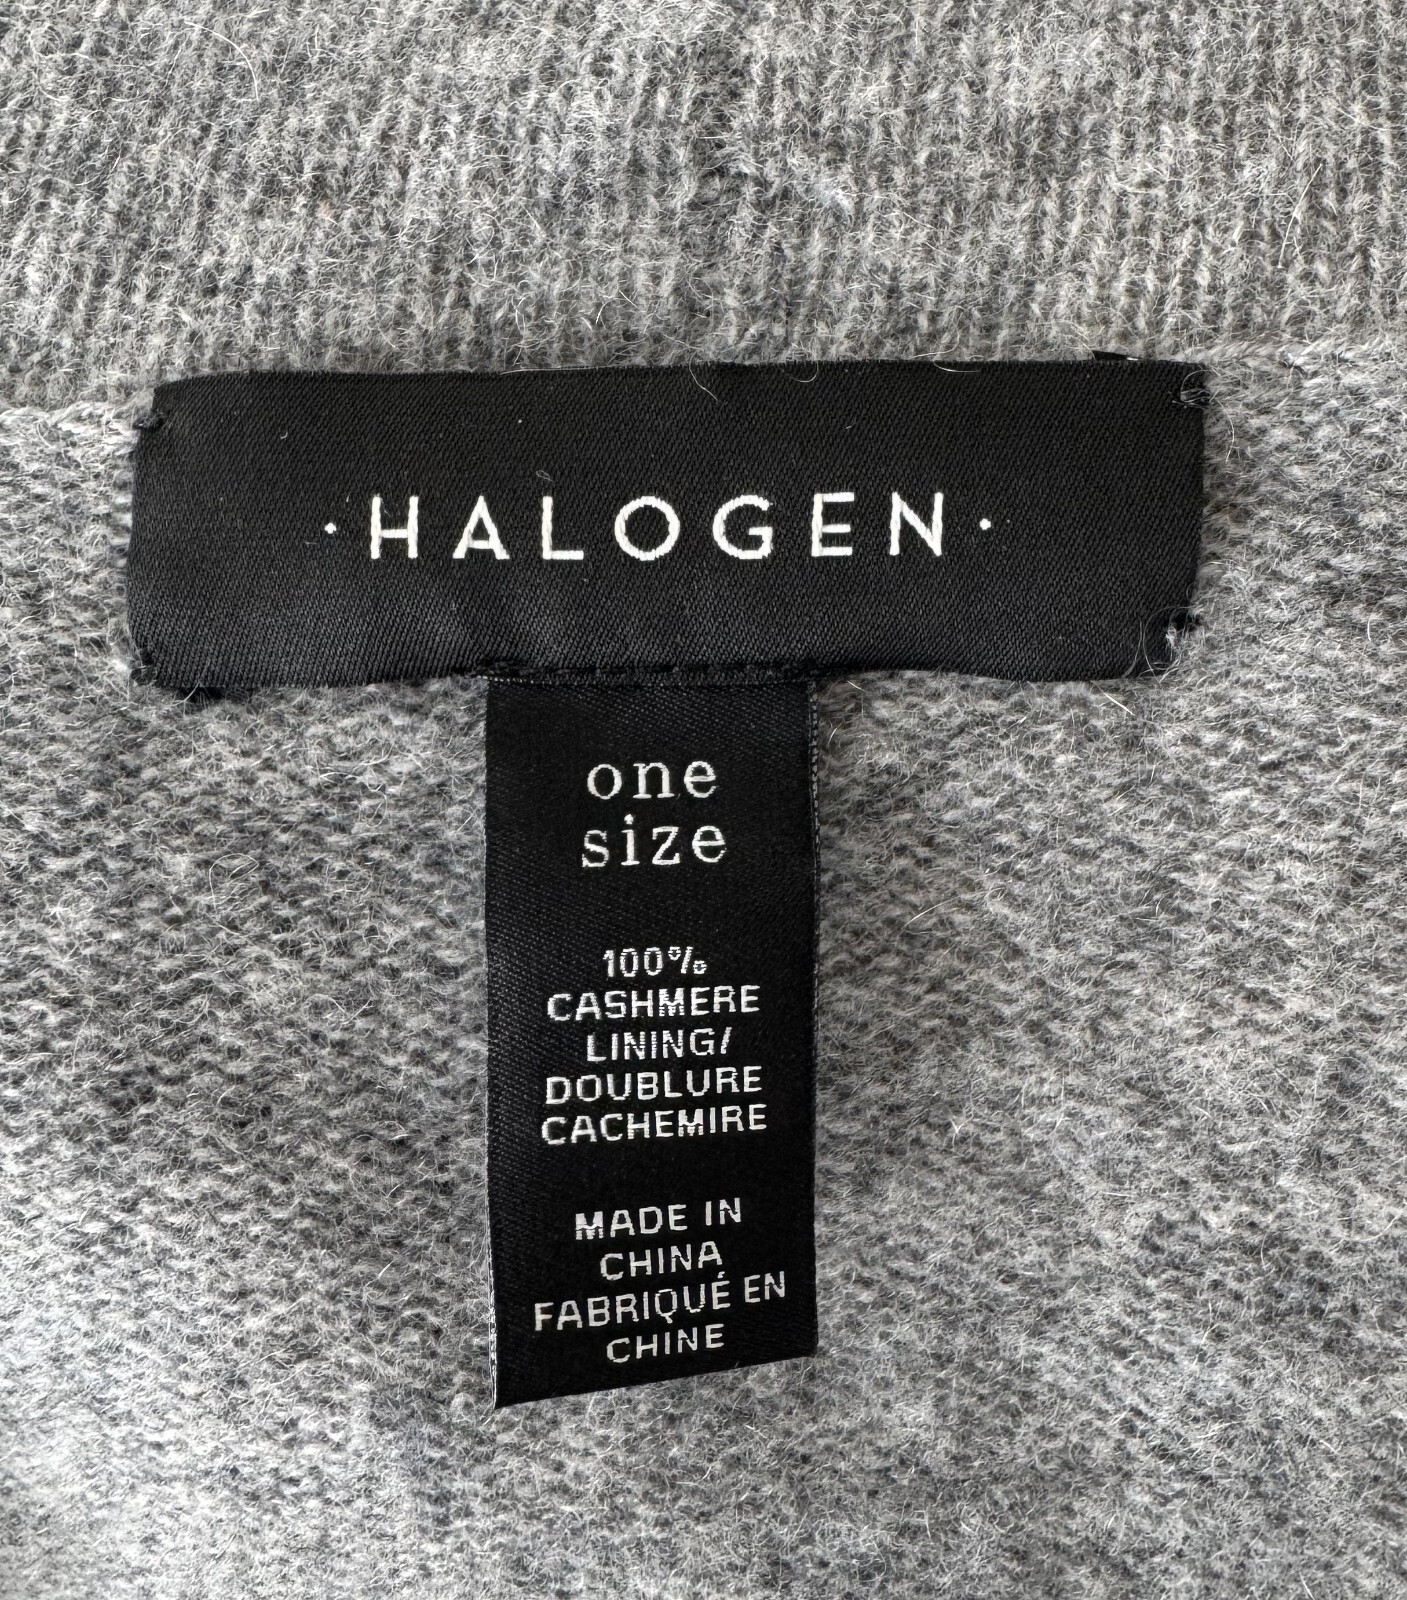 ·HALOGEN·
one
size
100%
CASHMERE
LINING/
DOUBLURE
CACHEMIRE
MADE IN
CHINA
FABRIQUÉ EN
CHINE